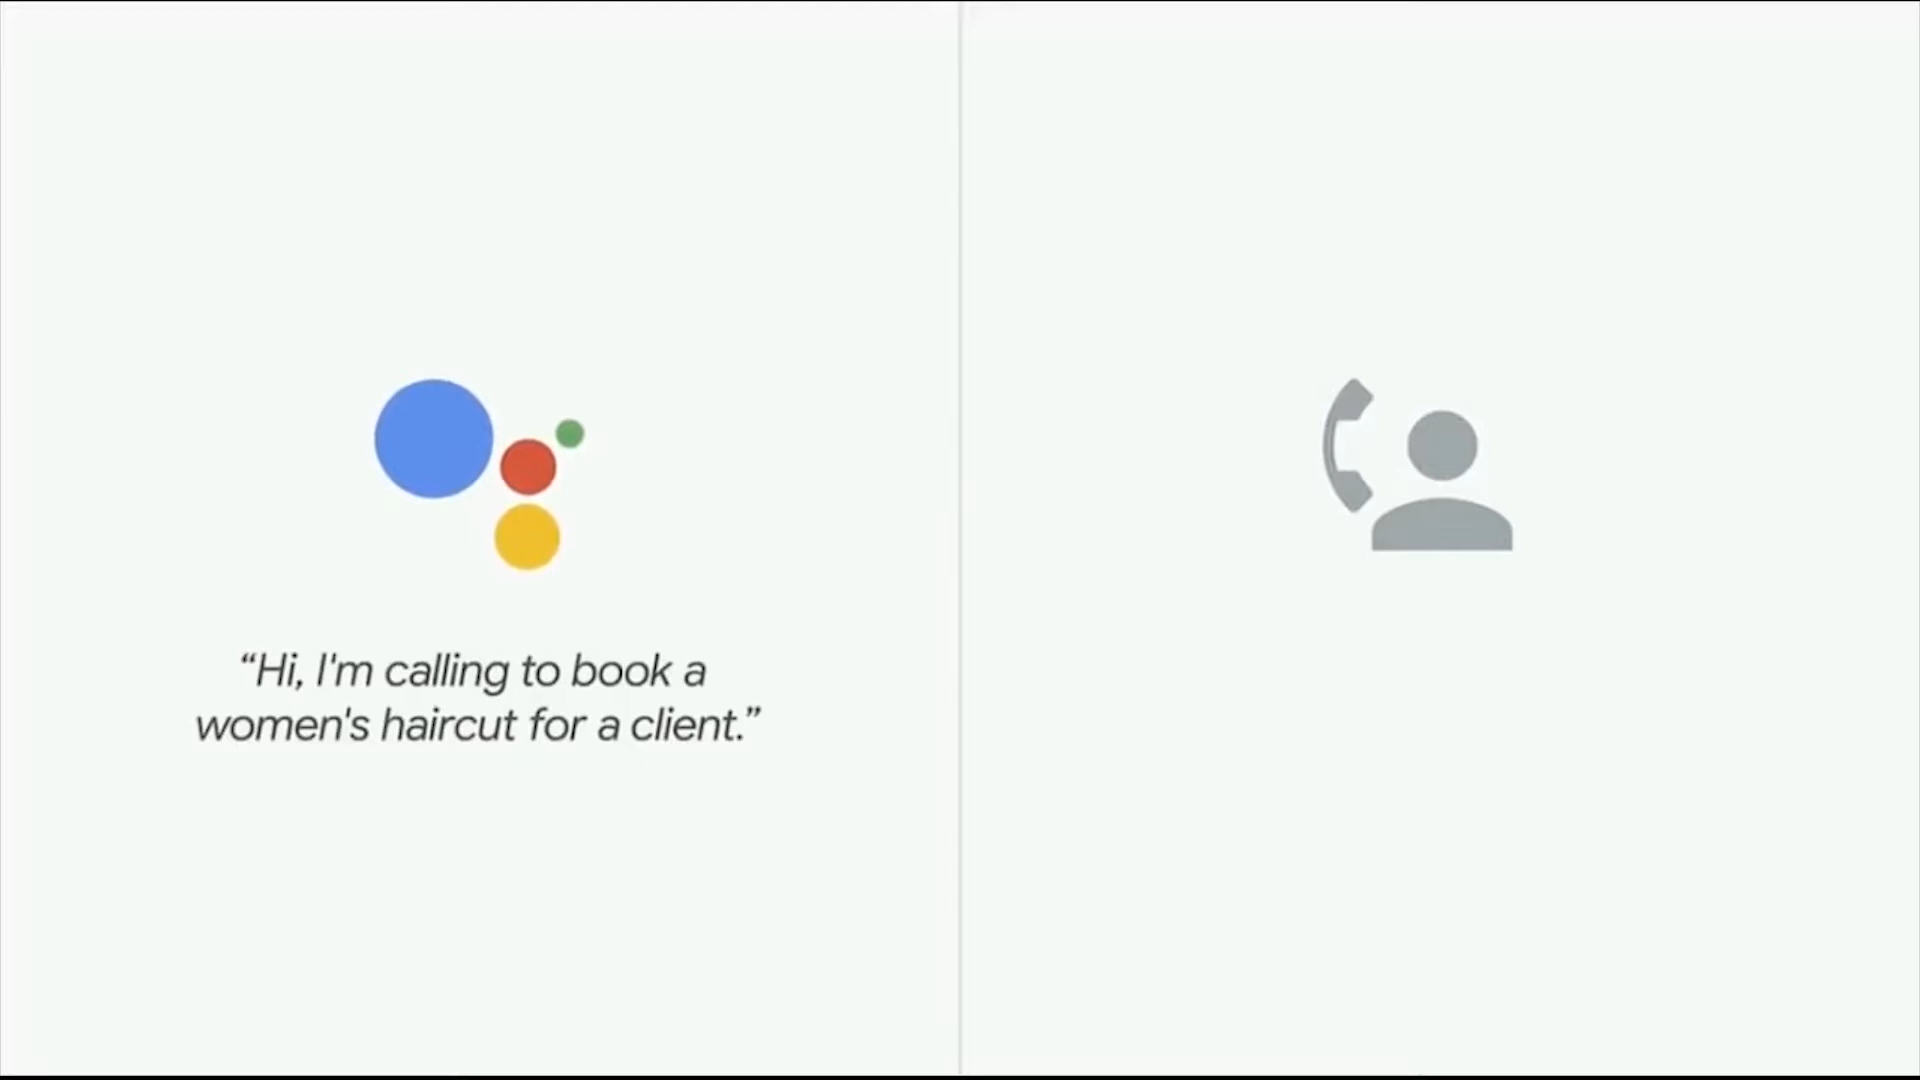 “Hi, I'm calling to book a
women's haircut for a client.”